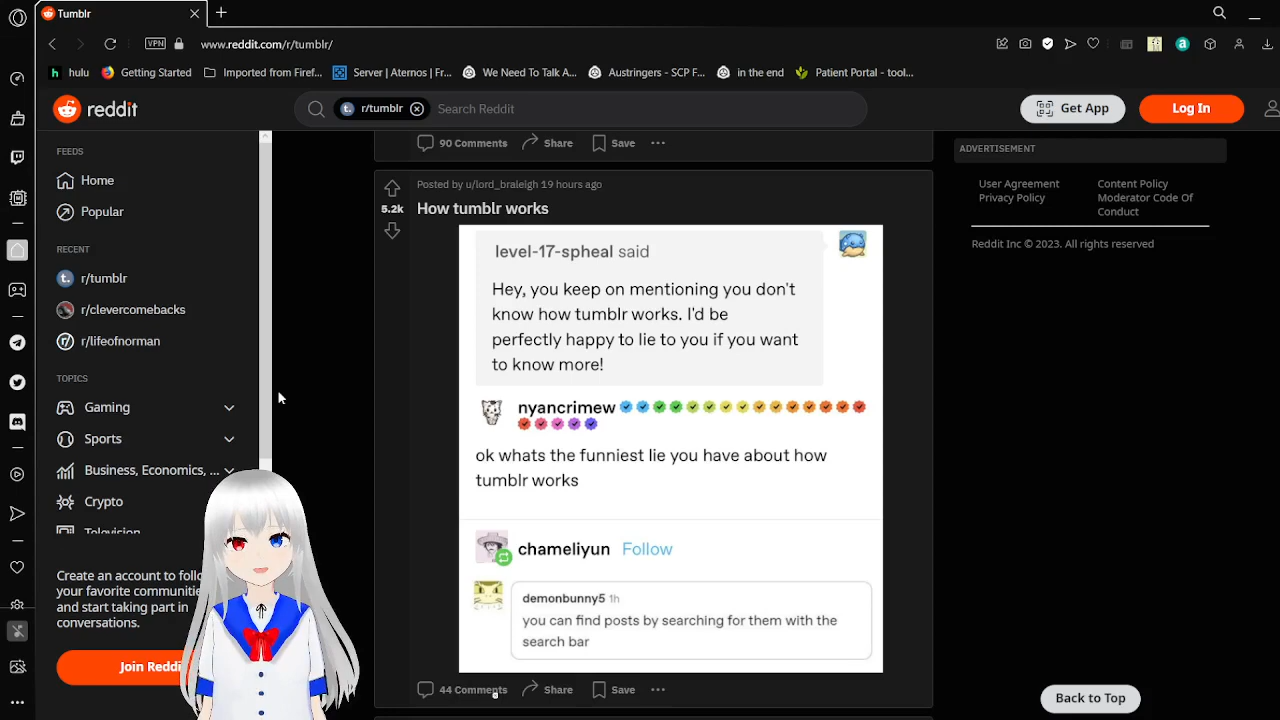 Tumblr
VPN
www.reddit.com/r/tumblr/
hulu
Getting Started
Imported from Firef...
Server | Aternos | Fr...
We Need To Talk A...
Austringers - SCP F...
in the end
Patient Portal - tool...
reddit
r/tumblr
Search Reddit
Get App
Log In
FEEDS
Home
Popular
RECENT
r/tumblr
r/clevercomebacks
r/lifeofnorman
TOPICS
Gaming
Sports
Business, Economics, ...
Crypto
Television
Create an account to follo
your favorite communitie
and start taking part in
conversations.
Join Reddi
90 Comments
Share
Save
Posted by u/lord_braleigh 19 hours ago
5.2k
How tumblr works
level-17-spheal said
Hey, you keep on mentioning you don't
know how tumblr works. I'd be
perfectly happy to lie to you if you want
to know more!
nyancrimew
ok whats the funniest lie you have about how
tumblr works
chameliyun Follow
demonbunny5 1h
you can find posts by searching for them with the
search bar
44 Comments
Share
Save
ADVERTISEMENT
User Agreement
Privacy Policy
Content Policy
Moderator Code Of
Conduct
Reddit Inc © 2023. All rights reserved
Back to Top